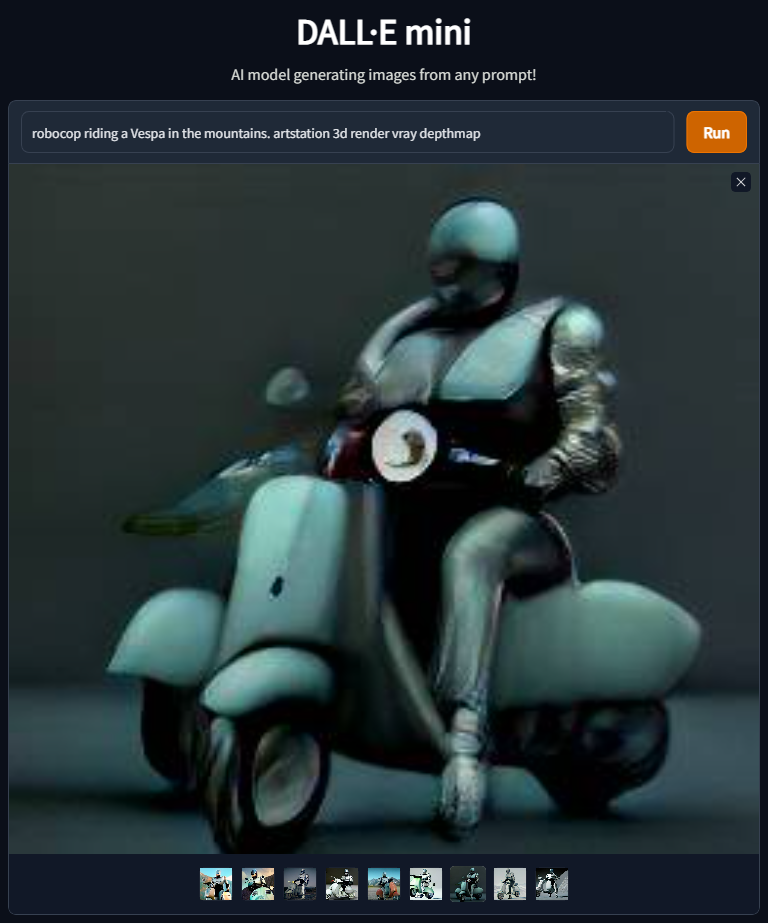 DALL·E mini
AI model generating images from any prompt!
robocop riding a Vespa in the mountains. artstation 3d render vray depthmap
Run